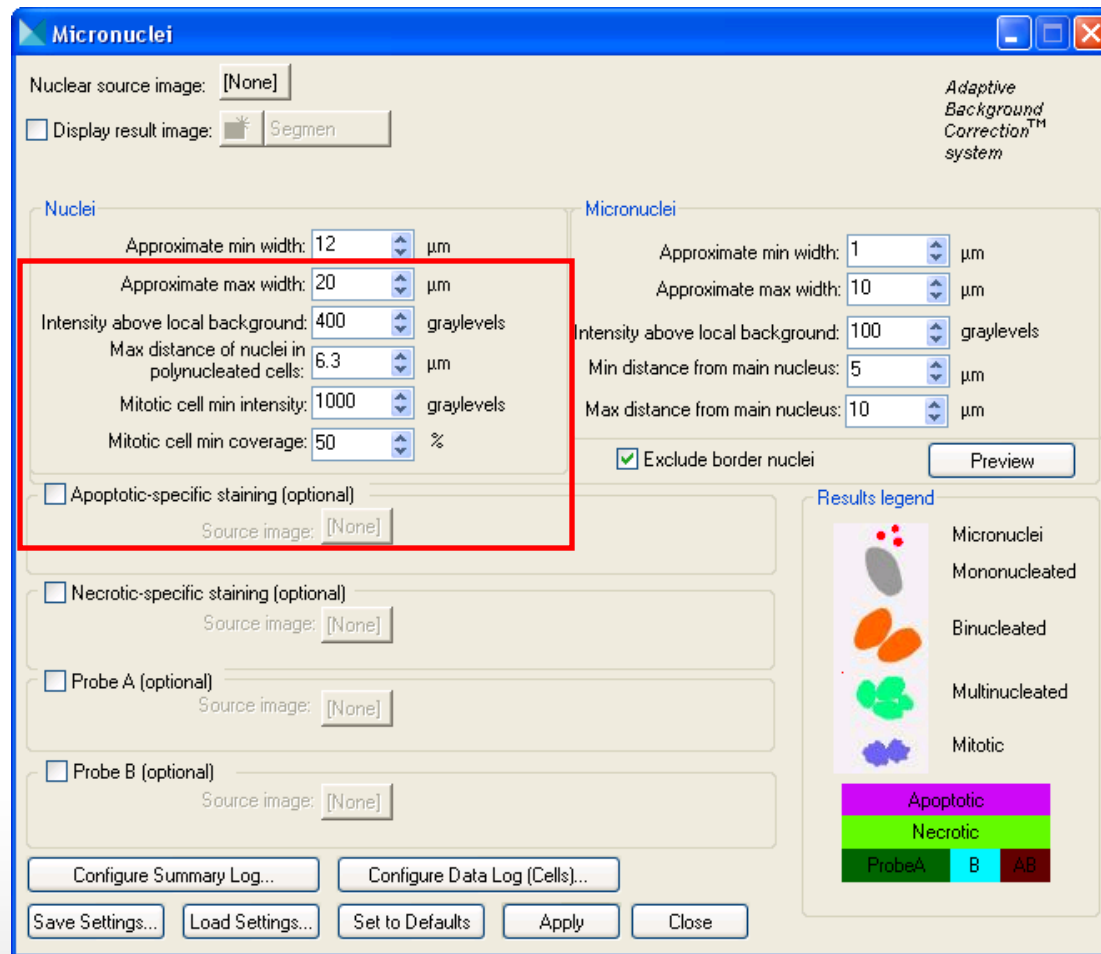 Micronuclei
Nuclear source image: [None]
Display result image: Segmen
Adaptive
Background
Correction™
system
Nuclei
Approximate min width: 12 µm
Approximate max width: 20 µm
Intensity above local background: 400 graylevels
Max distance of nuclei in
polynucleated cells: 6.3 µm
Mitotic cell min intensity: 1000 graylevels
Mitotic cell min coverage: 50 %
Micronuclei
Approximate min width: 1 µm
Approximate max width: 10 µm
Intensity above local background: 100 graylevels
Min distance from main nucleus: 5 µm
Max distance from main nucleus: 10 µm
Exclude border nuclei Preview
Apoptotic-specific staining (optional)
Source image: [None]
Necrotic-specific staining (optional)
Source image: [None]
Probe A (optional)
Source image: [None]
Probe B (optional)
Source image: [None]
Results legend
Micronuclei
Mononucleated
Binucleated
Multinucleated
Mitotic
Apoptotic
Necrotic
ProbeA B AB
Configure Summary Log... Configure Data Log (Cells)...
Save Settings... Load Settings... Set to Defaults Apply Close